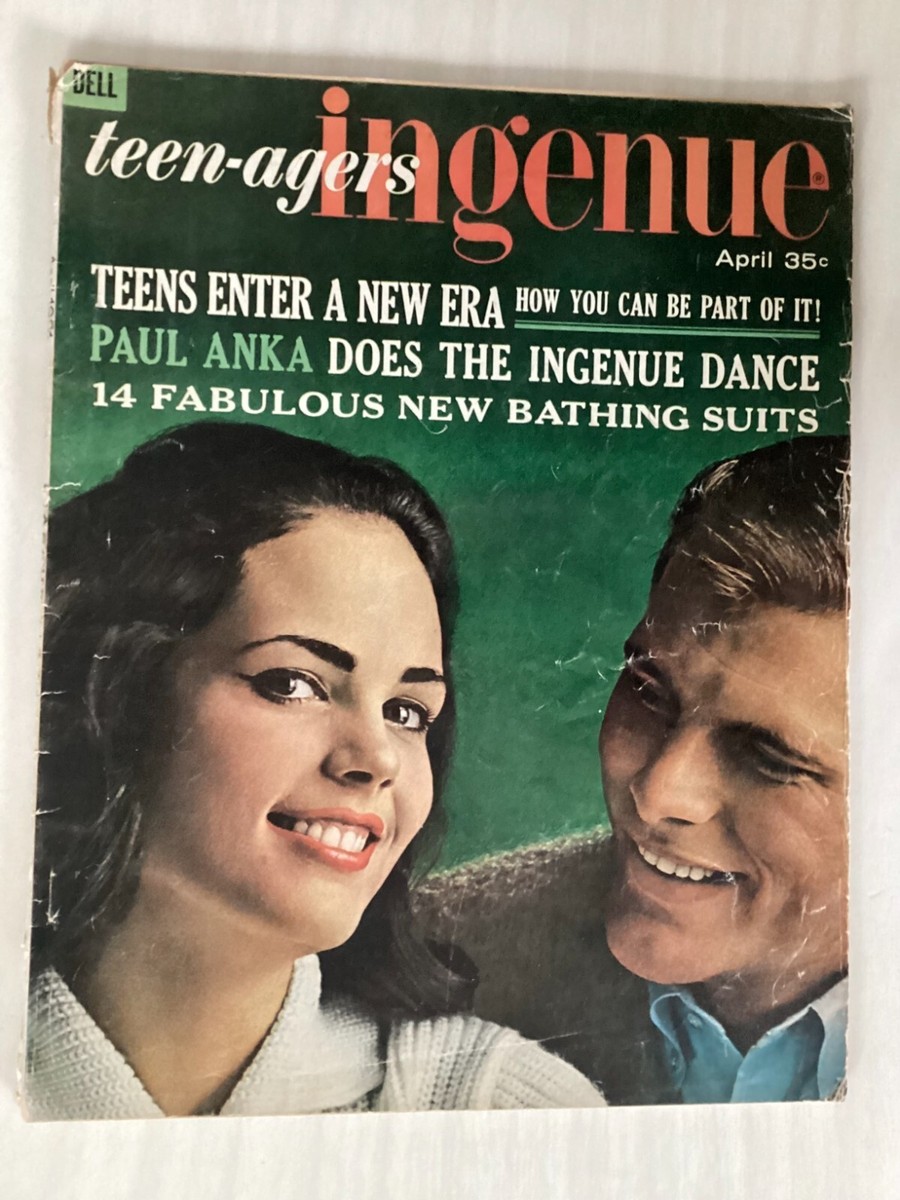 DELL
teen-agers
ingenue®
April 35c
TEENS ENTER A NEW ERA HOW YOU CAN BE PART OF IT!
PAUL ANKA DOES THE INGENUE DANCE
14 FABULOUS NEW BATHING SUITS